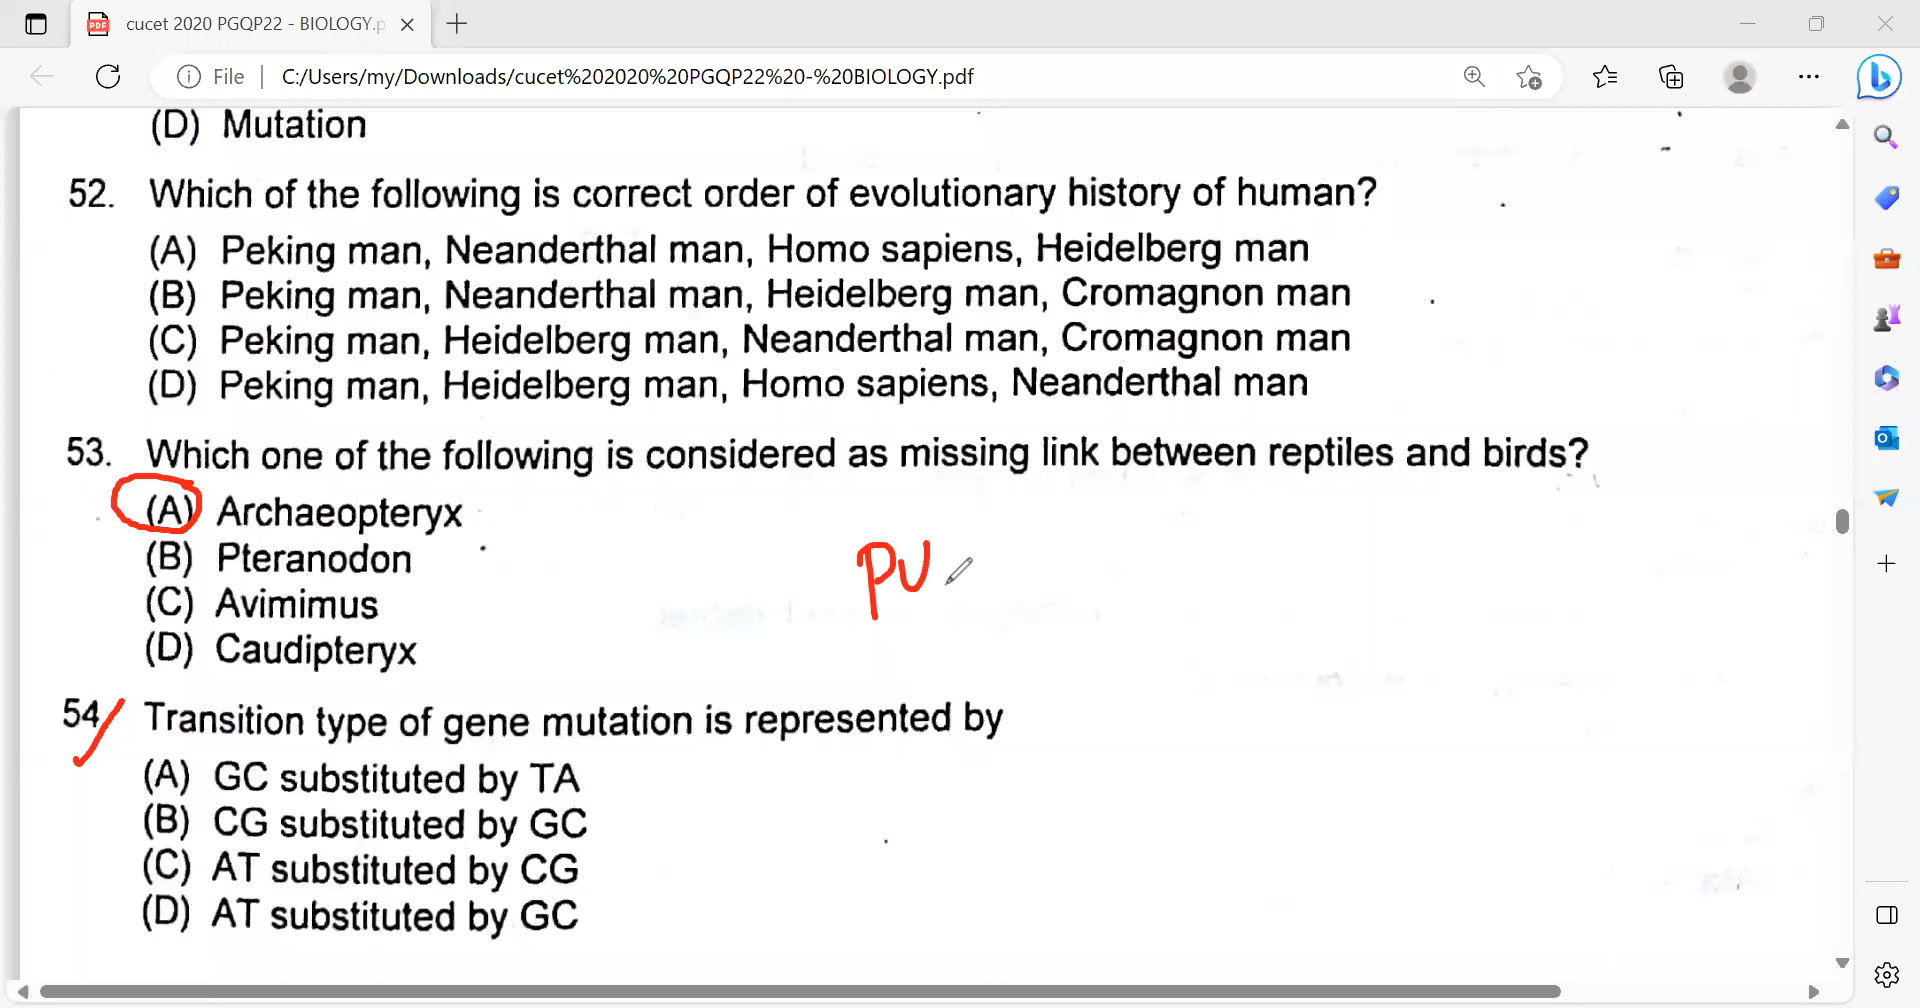 cucet 2020 PGQP22 - BIOLOGY.p
File
C:/Users/my/Downloads/cucet%202020%20PGQP22%20-%20BIOLOGY.pdf
(D) Mutation
52. Which of the following is correct order of evolutionary history of human?
(A) Peking man, Neanderthal man, Homo sapiens, Heidelberg man
(B) Peking man, Neanderthal man, Heidelberg man, Cromagnon man
(C) Peking man, Heidelberg man, Neanderthal man, Cromagnon man
(D) Peking man, Heidelberg man, Homo sapiens, Neanderthal man
53. Which one of the following is considered as missing link between reptiles and birds?
(A) Archaeopteryx
(B) Pteranodon
PU
(C) Avimimus
(D) Caudipteryx
54 Transition type of gene mutation is represented by
(A) GC substituted by TA
(B) CG substituted by GC
(C) AT substituted by CG
(D) AT substituted by GC